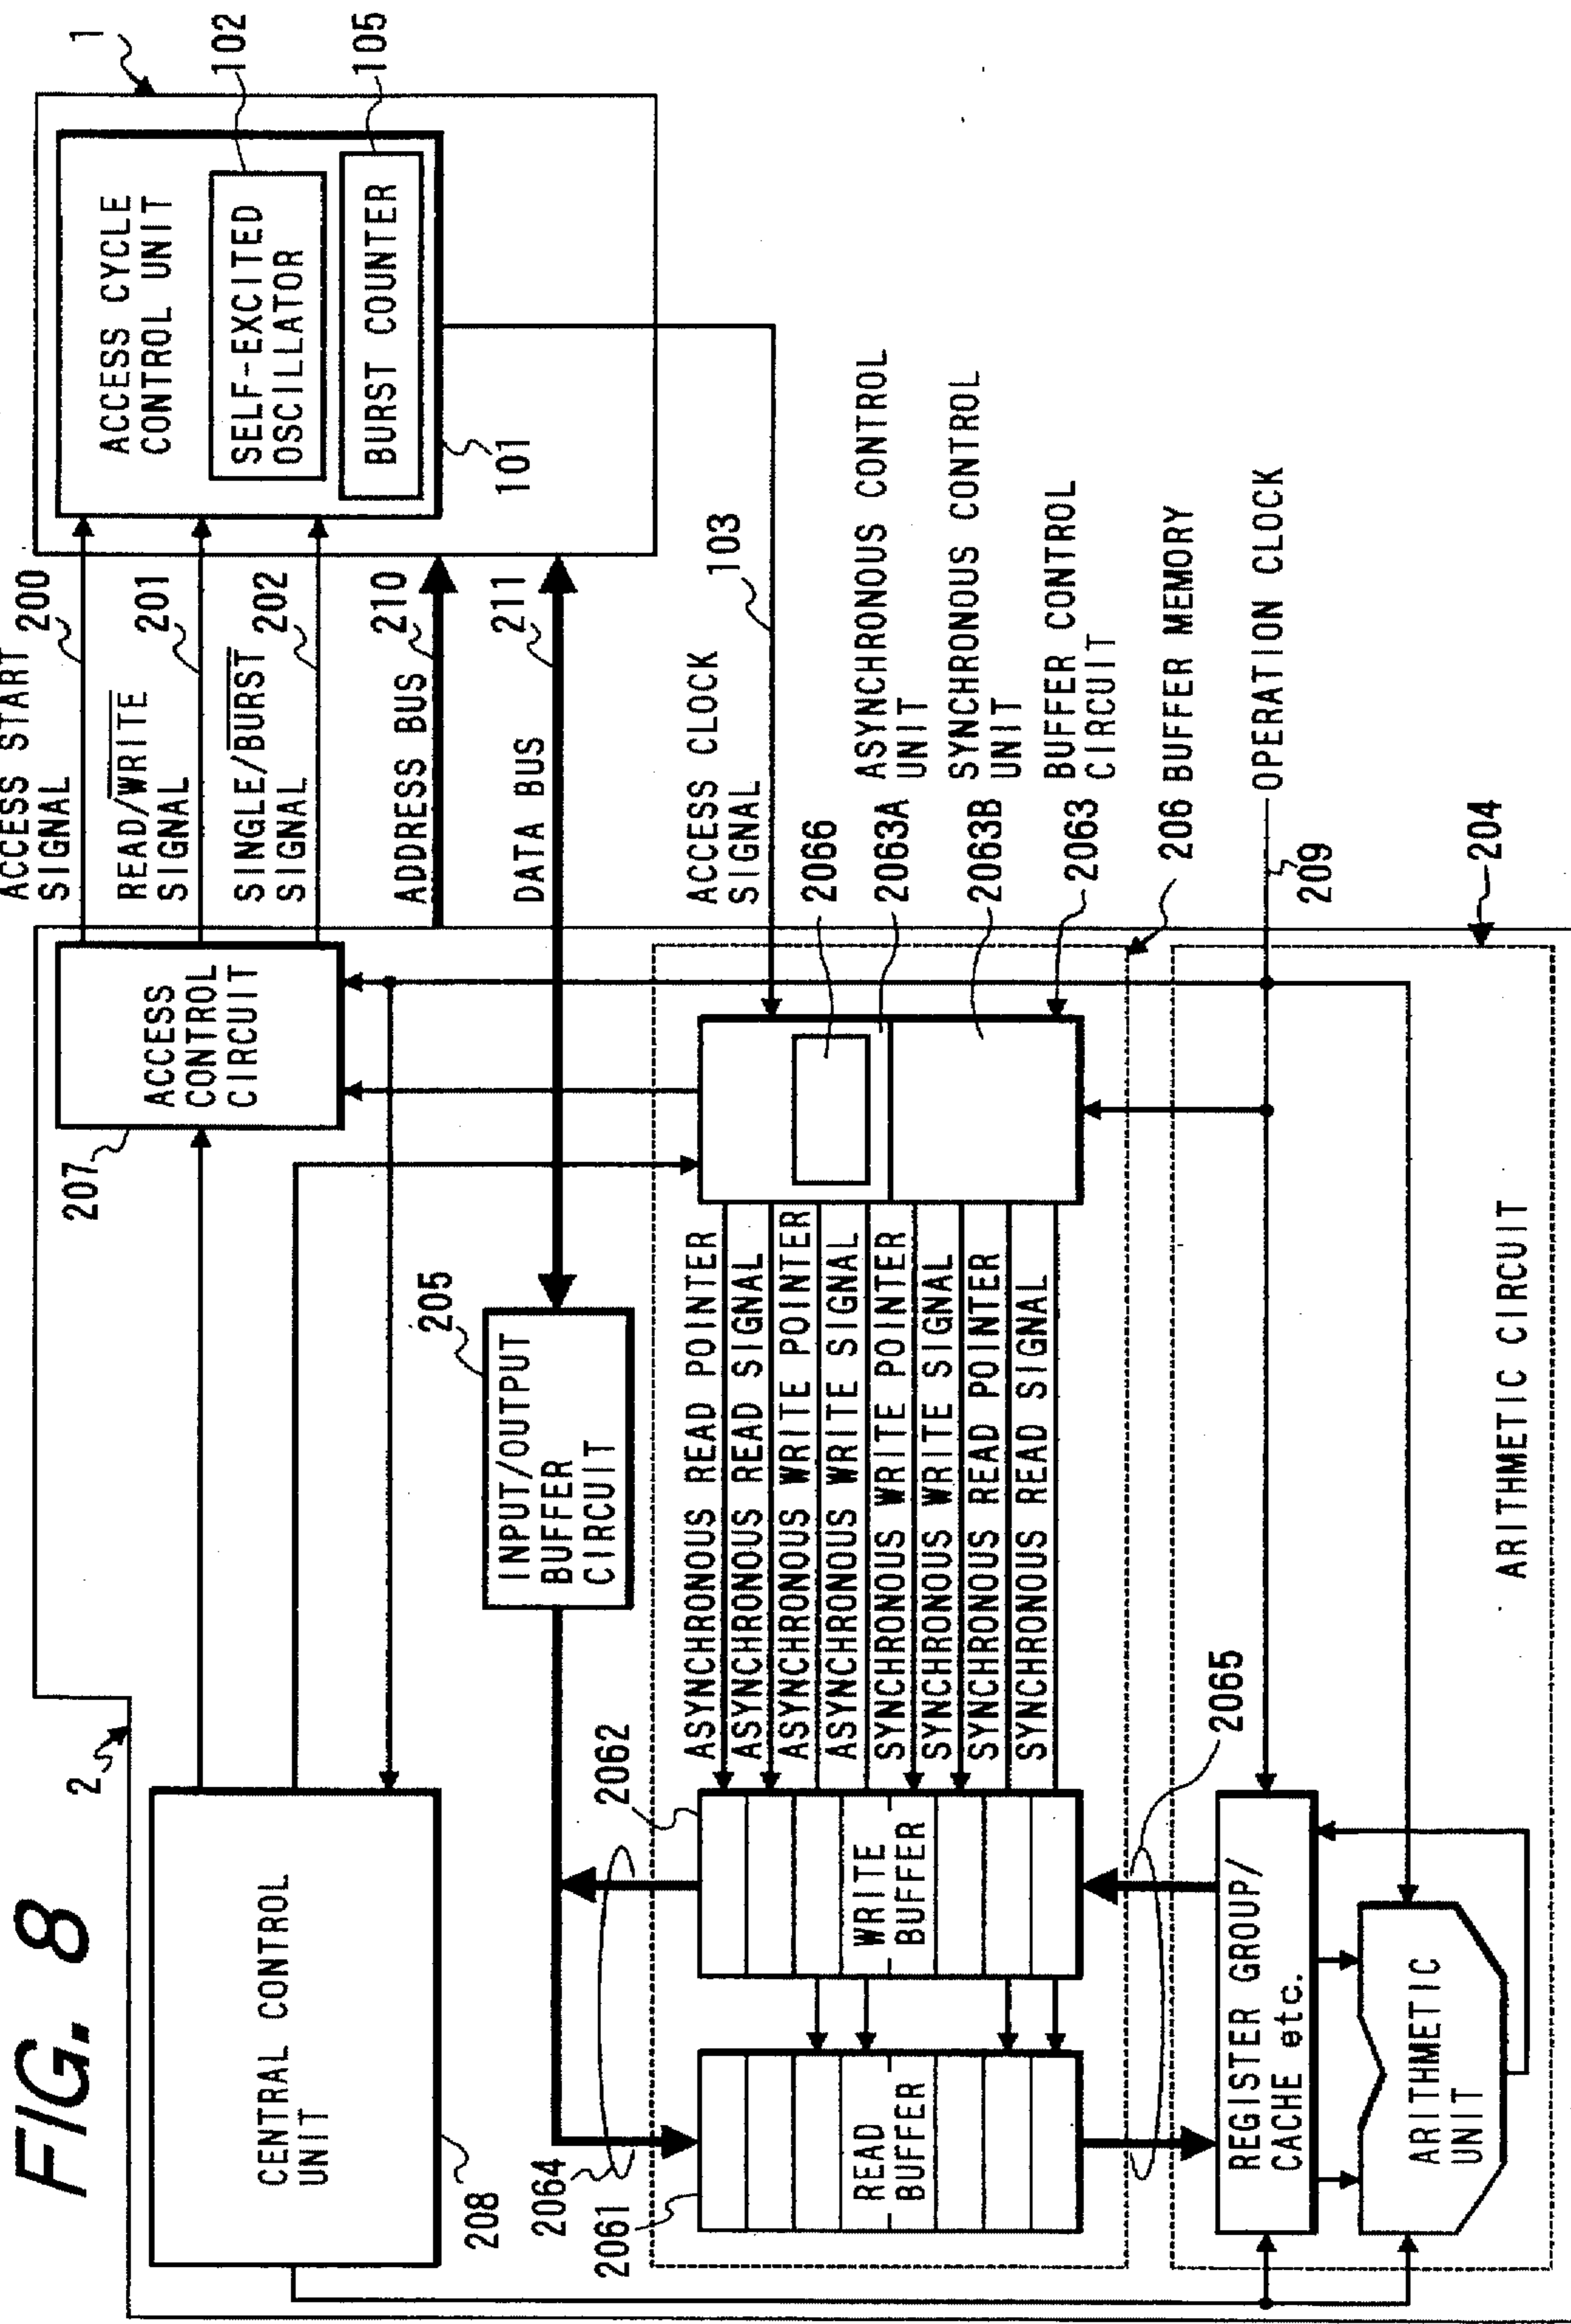 FIG. 8
2
CENTRAL CONTROL
UNIT
208
207
ACCESS
CONTROL
CIRCUIT
ACCESS START
SIGNAL
200
READ/WRITE
SIGNAL
201
SINGLE/BURST
SIGNAL
202
ADDRESS BUS
210
DATA BUS
211
1
ACCESS CYCLE
CONTROL UNIT
SELF-EXCITED
OSCILLATOR
102
BURST COUNTER
105
101
205
INPUT/OUTPUT
BUFFER
CIRCUIT
ACCESS CLOCK
SIGNAL
103
2064
2061
READ
BUFFER
2062
WRITE
BUFFER
ASYNCHRONOUS READ POINTER
ASYNCHRONOUS READ SIGNAL
ASYNCHRONOUS WRITE POINTER
ASYNCHRONOUS WRITE SIGNAL
SYNCHRONOUS WRITE POINTER
SYNCHRONOUS WRITE SIGNAL
SYNCHRONOUS READ POINTER
SYNCHRONOUS READ SIGNAL
2066
2063A ASYNCHRONOUS CONTROL
UNIT
2063B SYNCHRONOUS CONTROL
UNIT
2063 BUFFER CONTROL
CIRCUIT
206 BUFFER MEMORY
2065
OPERATION CLOCK
209
204
REGISTER GROUP/
CACHE etc.
ARITHMETIC
UNIT
ARITHMETIC CIRCUIT